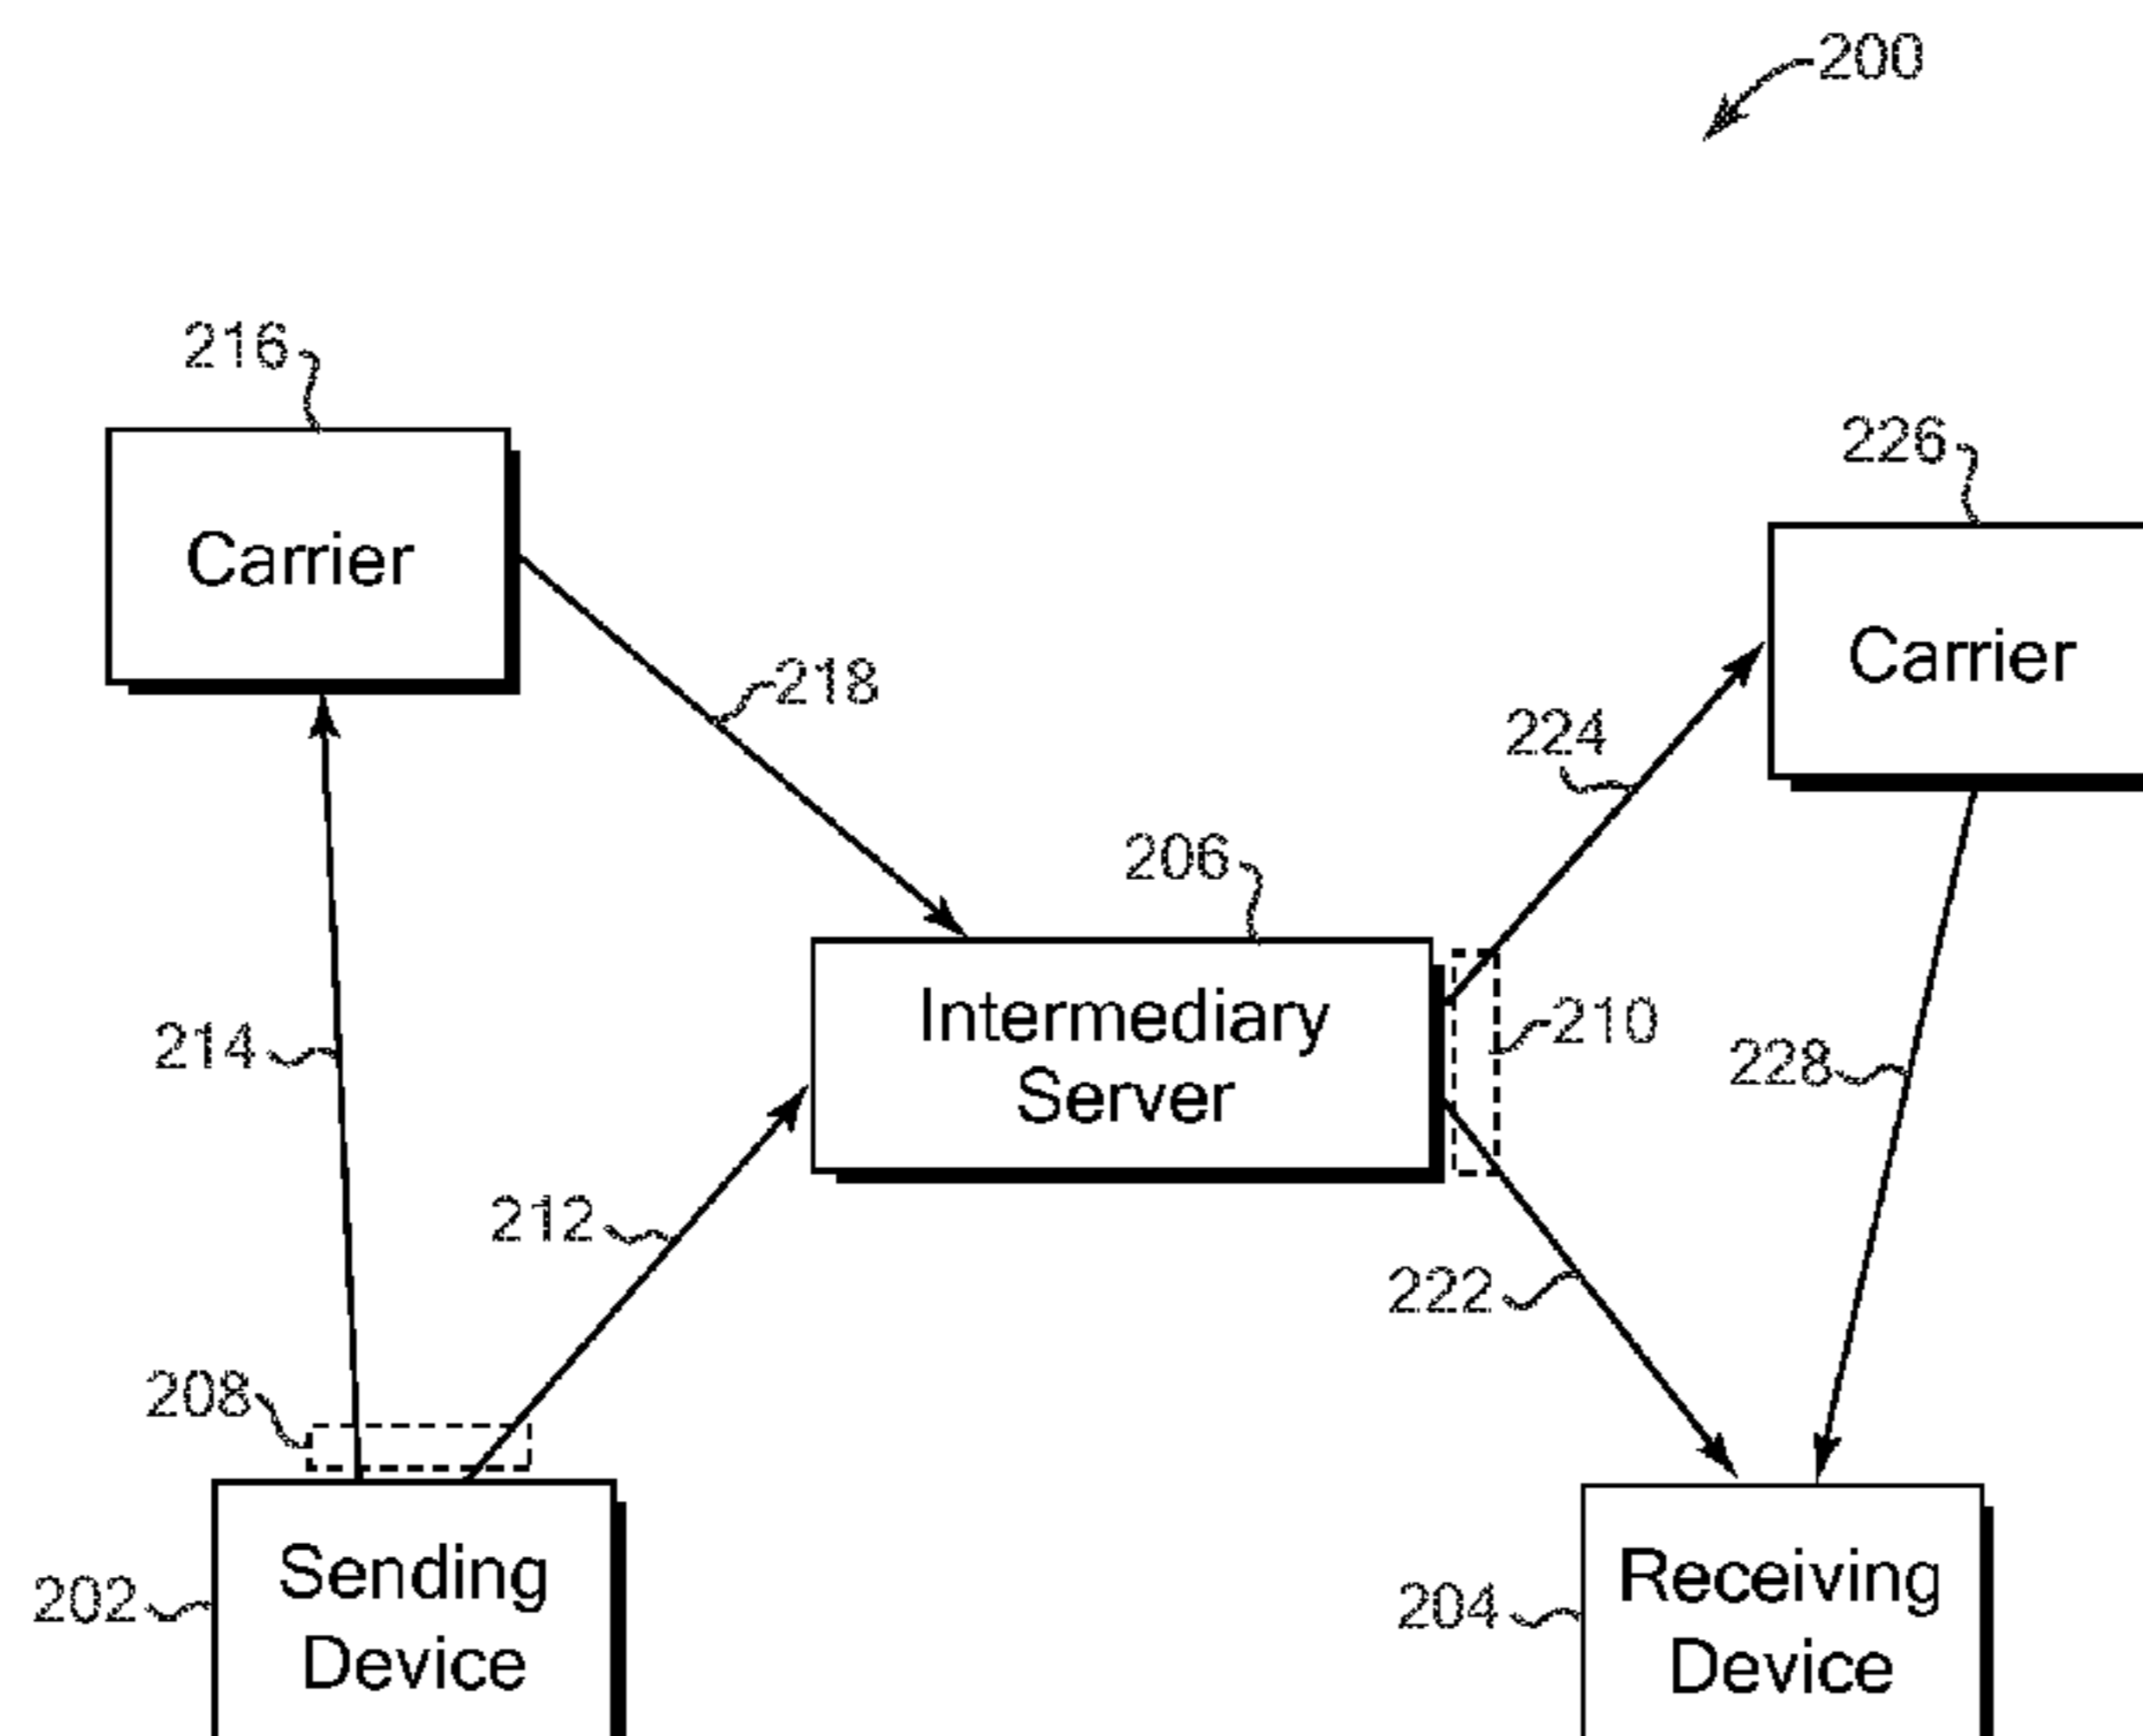 200
216
226
Carrier
Carrier
218
224
206
Intermediary
Server
210
214
228
212
222
208
Sending
Device
202
Receiving
Device
204